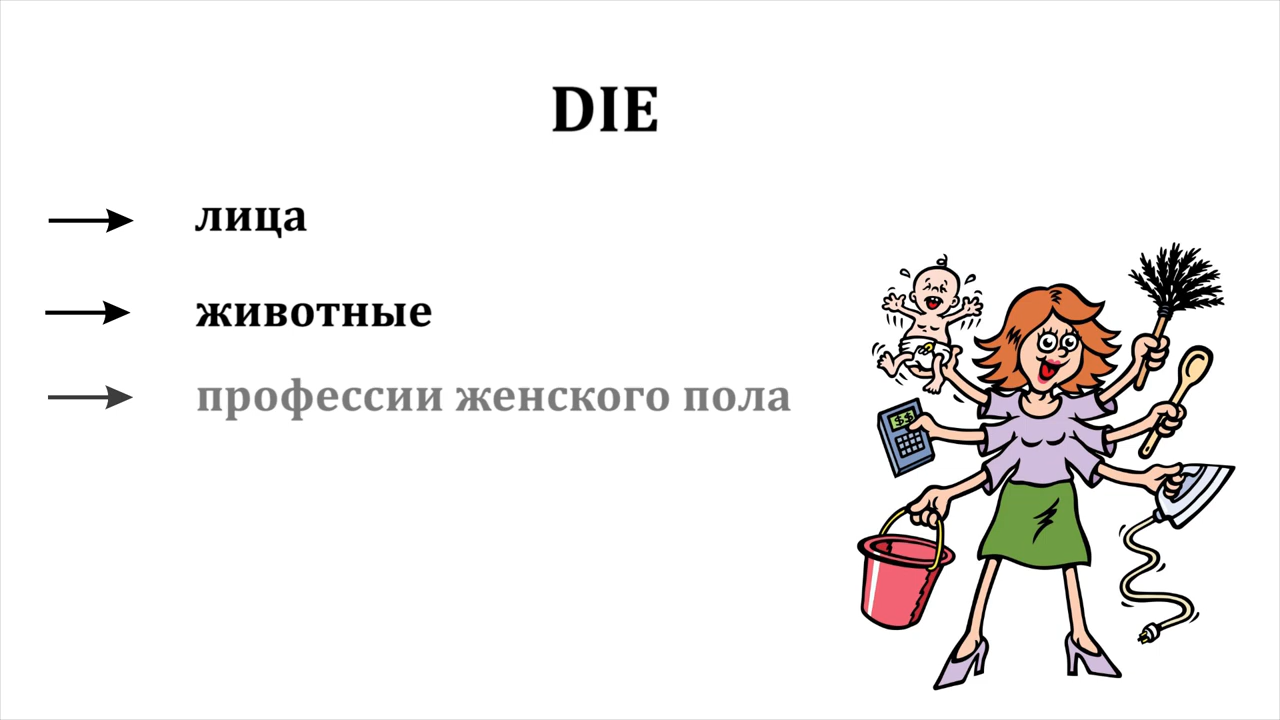 DIE
лица
животные
профессии женского пола
$$